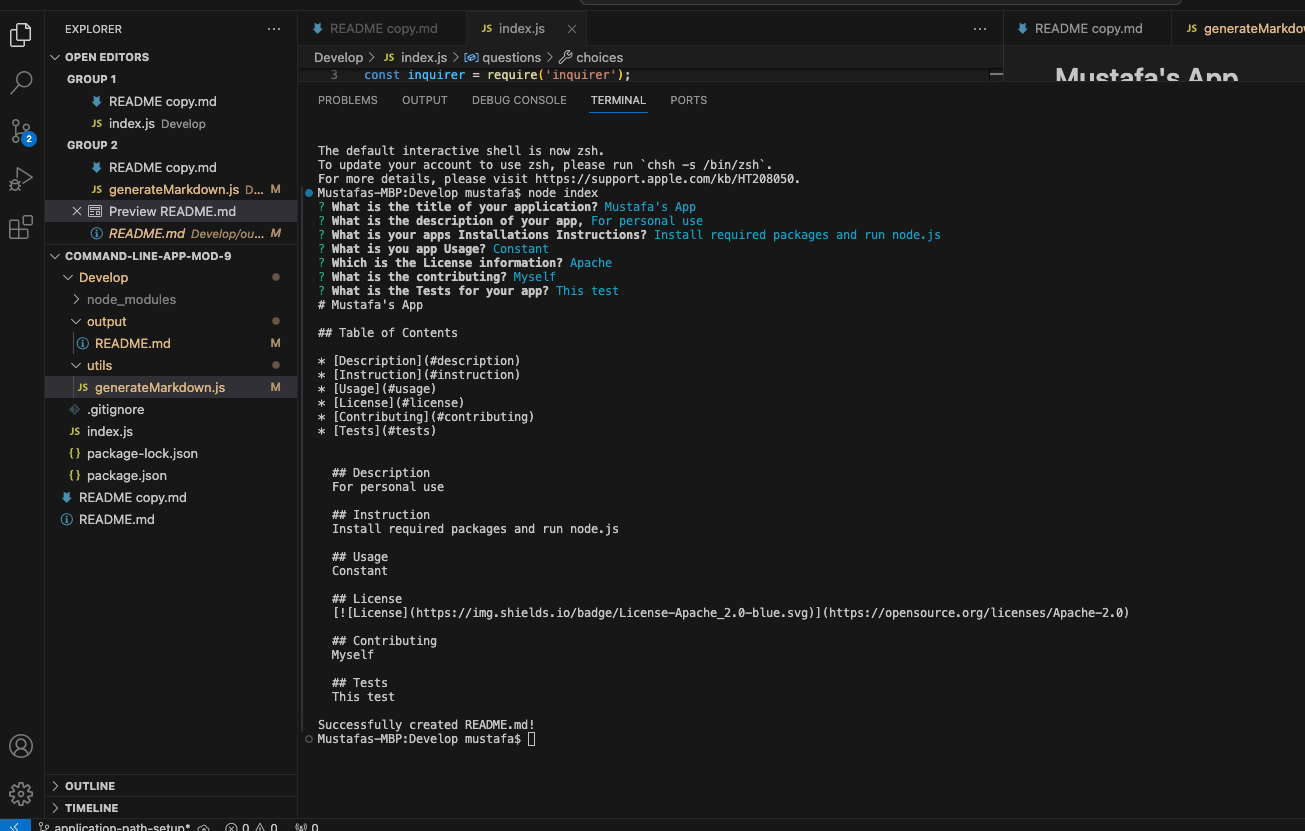 EXPLORER
OPEN EDITORS
GROUP 1
README copy.md
JS index.js Develop
GROUP 2
README copy.md
JS generateMarkdown.js D... M
Preview README.md
README.md Develop/ou... M
COMMAND-LINE-APP-MOD-9
Develop
node_modules
output
README.md M
utils
JS generateMarkdown.js M
.gitignore
JS index.js
{} package-lock.json
{} package.json
README copy.md
README.md
OUTLINE
TIMELINE
2
README copy.md
JS index.js
Develop > JS index.js > questions > choices
3 const inquirer = require('inquirer');
README copy.md
JS generateMarkdo
Mustafa's App
PROBLEMS OUTPUT DEBUG CONSOLE TERMINAL PORTS
The default interactive shell is now zsh.
To update your account to use zsh, please run `chsh -s /bin/zsh`.
For more details, please visit https://support.apple.com/kb/HT208050.
Mustafas-MBP:Develop mustafa$ node index
? What is the title of your application? Mustafa's App
? What is the description of your app, For personal use
? What is your apps Installations Instructions? Install required packages and run node.js
? What is you app Usage? Constant
? Which is the License information? Apache
? What is the contributing? Myself
? What is the Tests for your app? This test
# Mustafa's App
## Table of Contents
* [Description](#description)
* [Instruction](#instruction)
* [Usage](#usage)
* [License](#license)
* [Contributing](#contributing)
* [Tests](#tests)
## Description
For personal use
## Instruction
Install required packages and run node.js
## Usage
Constant
## License
[![License](https://img.shields.io/badge/License-Apache_2.0-blue.svg)](https://opensource.org/licenses/Apache-2.0)
## Contributing
Myself
## Tests
This test
Successfully created README.md!
Mustafas-MBP:Develop mustafa$
application-path-setup* 0 0 0